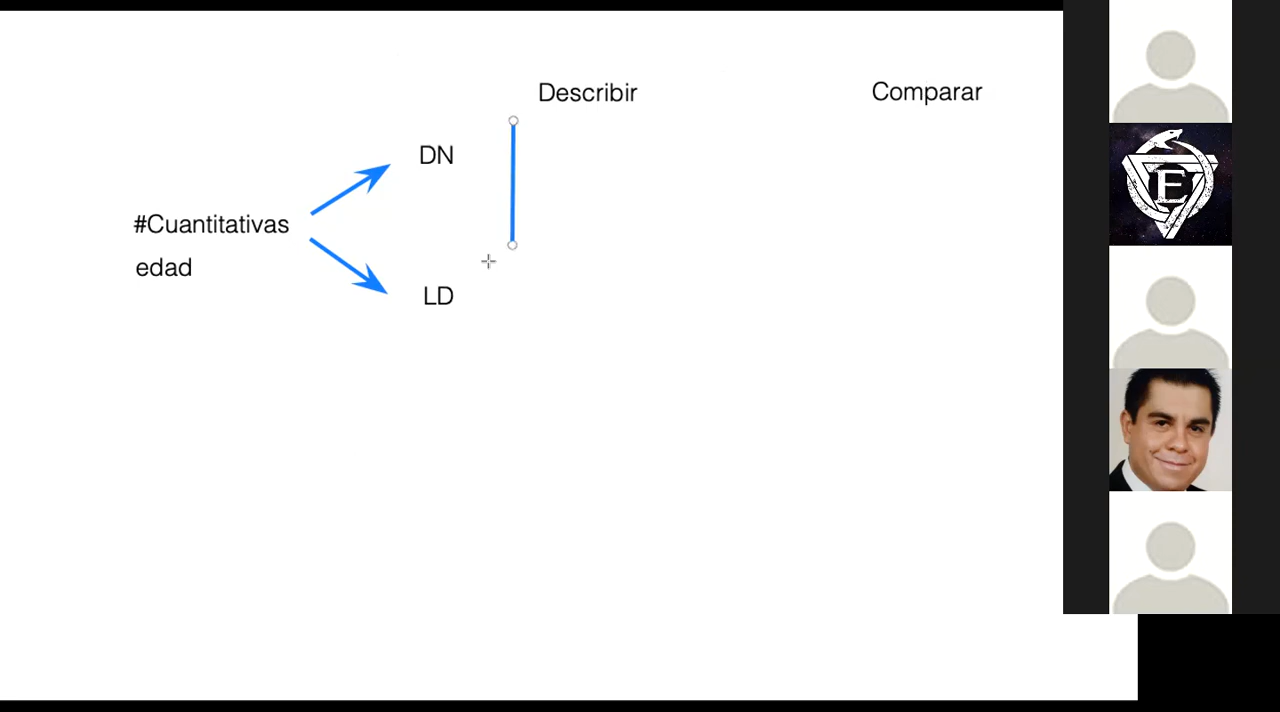 Describir
Comparar
DN
#Cuantitativas
edad
LD
E